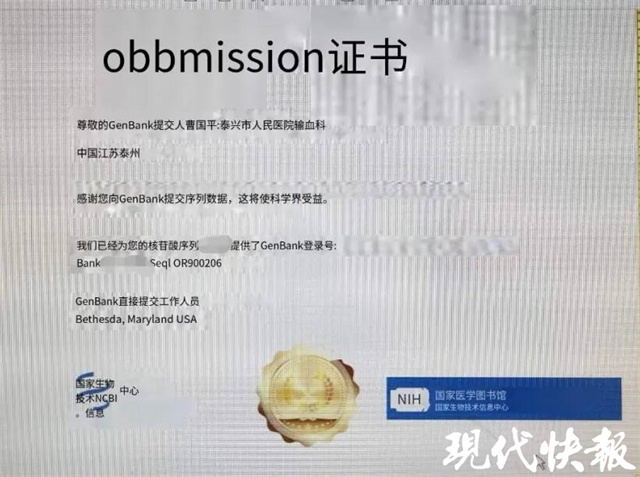 obbmission证书
尊敬的GenBank提交人曹国平:泰兴市人民医院输血科
中国江苏泰州
感谢您向GenBank提交序列数据，这将使科学界受益。
我们已经为您的核苷酸序列 提供了GenBank登录号:
Bank Seql OR900206
GenBank直接提交工作人员
Bethesda, Maryland USA
国家生物
技术NCBI 中心
。信息
NIH 国家医学图书馆
国家生物技术信息中心
现代快報